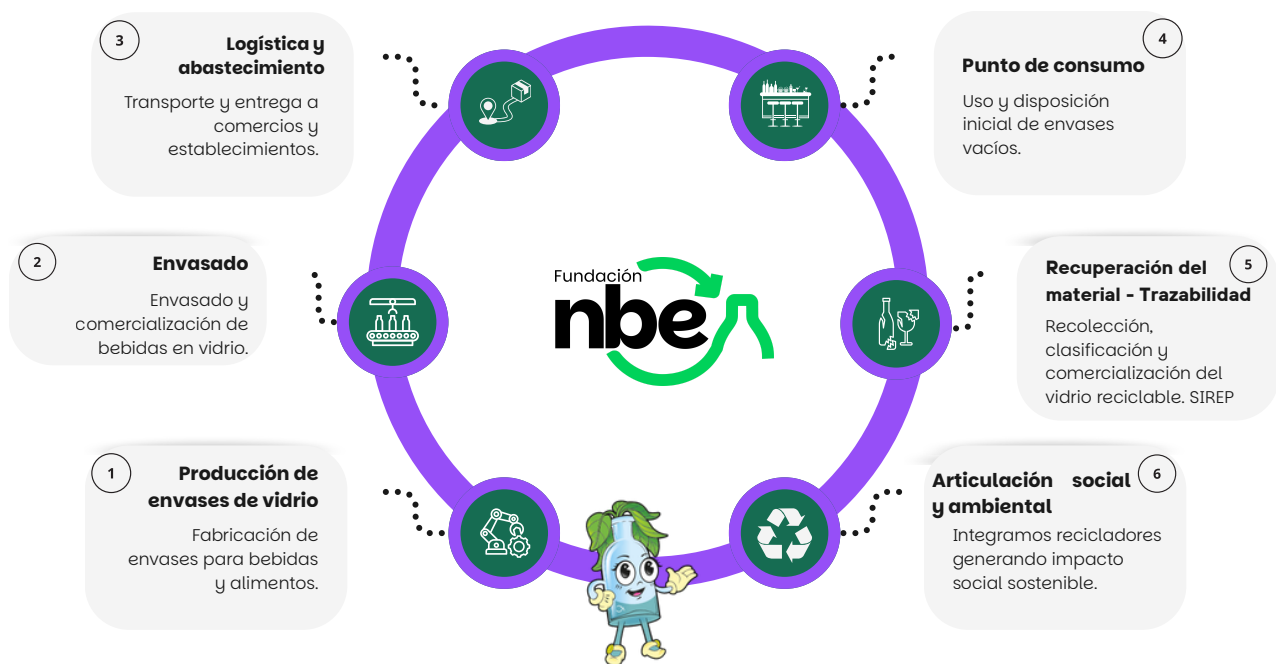 3
Logística y
abastecimiento
Transporte y entrega a
comercios y
establecimientos.
4
Punto de consumo
Uso y disposición
inicial de envases
vacíos.
2
Envasado
Envasado y
comercialización de
bebidas en vidrio.
Fundación
nbe
5
Recuperación del
material - Trazabilidad
Recolección,
clasificación y
comercialización del
vidrio reciclable. SIREP
1
Producción de
envases de vidrio
Fabricación de
envases para bebidas
y alimentos.
6
Articulación social
y ambiental
Integramos recicladores
generando impacto
social sostenible.